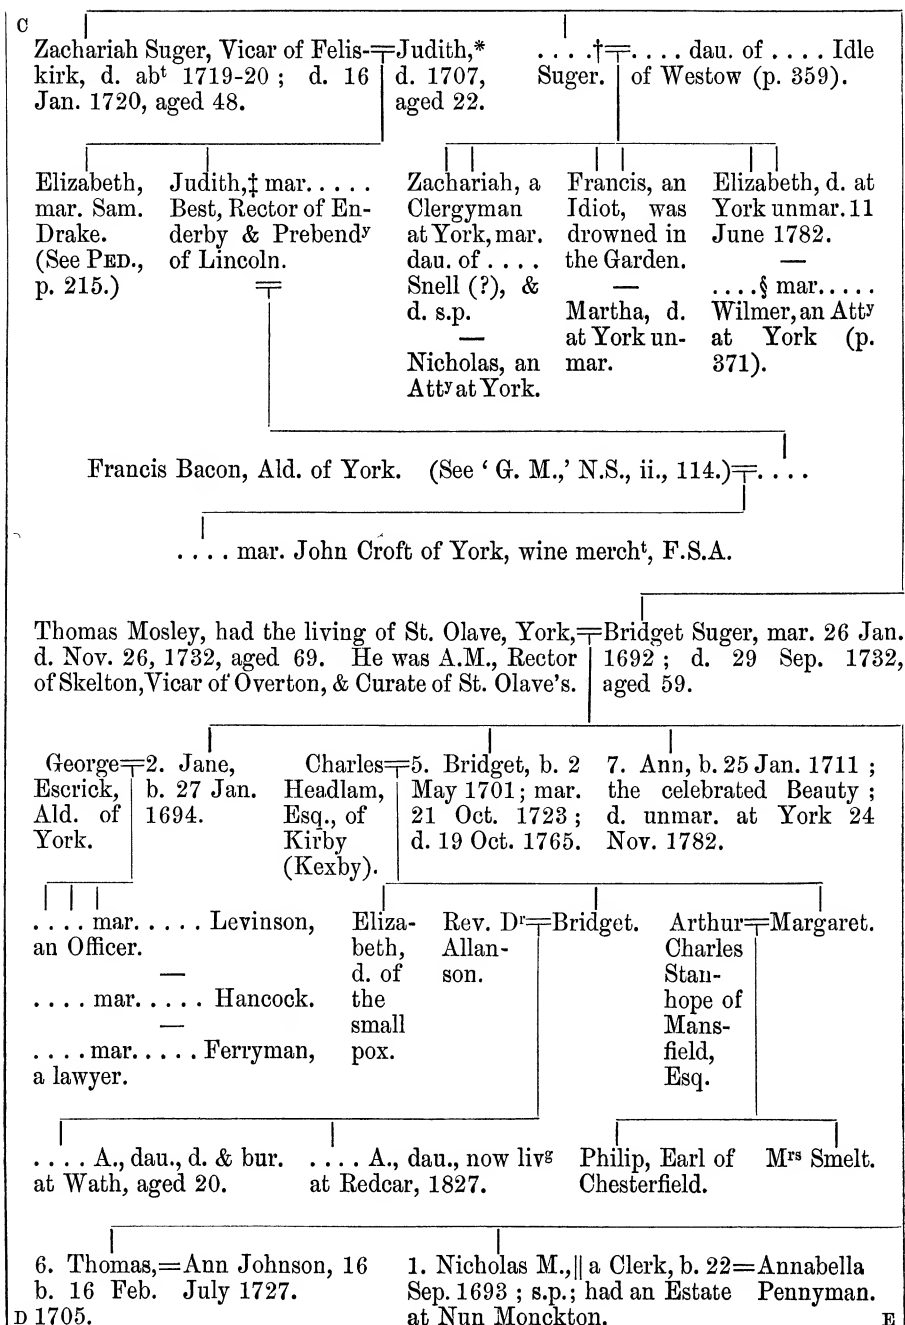 C
Zachariah Suger, Vicar of Felis-
kirk, d. abᵗ 1719-20 ; d. 16
Jan. 1720, aged 48.
Judith,*
d. 1707,
aged 22.
. . . .†
Suger.
. . . . dau. of . . . . Idle
of Westow (p. 359).
Elizabeth,
mar. Sam.
Drake.
(See PED.,
p. 215.)
Judith,‡ mar. . . . .
Best, Rector of En-
derby & Prebendʸ
of Lincoln.
Zachariah, a
Clergyman
at York, mar.
dau. of . . . .
Snell (?), &
d. s.p.
—
Nicholas, an
Attʸ at York.
Francis, an
Idiot, was
drowned in
the Garden.
—
Martha, d.
at York un-
mar.
Elizabeth, d. at
York unmar. 11
June 1782.
—
. . . .§ mar. . . . .
Wilmer, an Attʸ
at York (p.
371).
Francis Bacon, Ald. of York. (See ‘ G. M.,’ N.S., ii., 114.) . . . .
. . . . mar. John Croft of York, wine merchᵗ, F.S.A.
Thomas Mosley, had the living of St. Olave, York,
d. Nov. 26, 1732, aged 69. He was A.M., Rector
of Skelton, Vicar of Overton, & Curate of St. Olave's.
Bridget Suger, mar. 26 Jan.
1692 ; d. 29 Sep. 1732,
aged 59.
George
Escrick,
Ald. of
York.
2. Jane,
b. 27 Jan.
1694.
Charles
Headlam,
Esq., of
Kirby
(Kexby).
5. Bridget, b. 2
May 1701 ; mar.
21 Oct. 1723 ;
d. 19 Oct. 1765.
7. Ann, b. 25 Jan. 1711 ;
the celebrated Beauty ;
d. unmar. at York 24
Nov. 1782.
. . . . mar. . . . . Levinson,
an Officer.
—
. . . . mar. . . . . Hancock.
—
. . . . mar. . . . . Ferryman,
a lawyer.
Eliza-
beth,
d. of
the
small
pox.
Rev. Dʳ
Allan-
son.
Bridget.
Arthur
Charles
Stan-
hope of
Mans-
field,
Esq.
Margaret.
. . . . A., dau., d. & bur.
at Wath, aged 20.
. . . . A., dau., now livᵍ
at Redcar, 1827.
Philip, Earl of
Chesterfield.
Mʳˢ Smelt.
6. Thomas,=Ann Johnson, 16
b. 16 Feb. July 1727.
D 1705.
1. Nicholas M.,|| a Clerk, b. 22=Annabella
Sep. 1693 ; s.p.; had an Estate Pennyman.
at Nun Monckton.
E